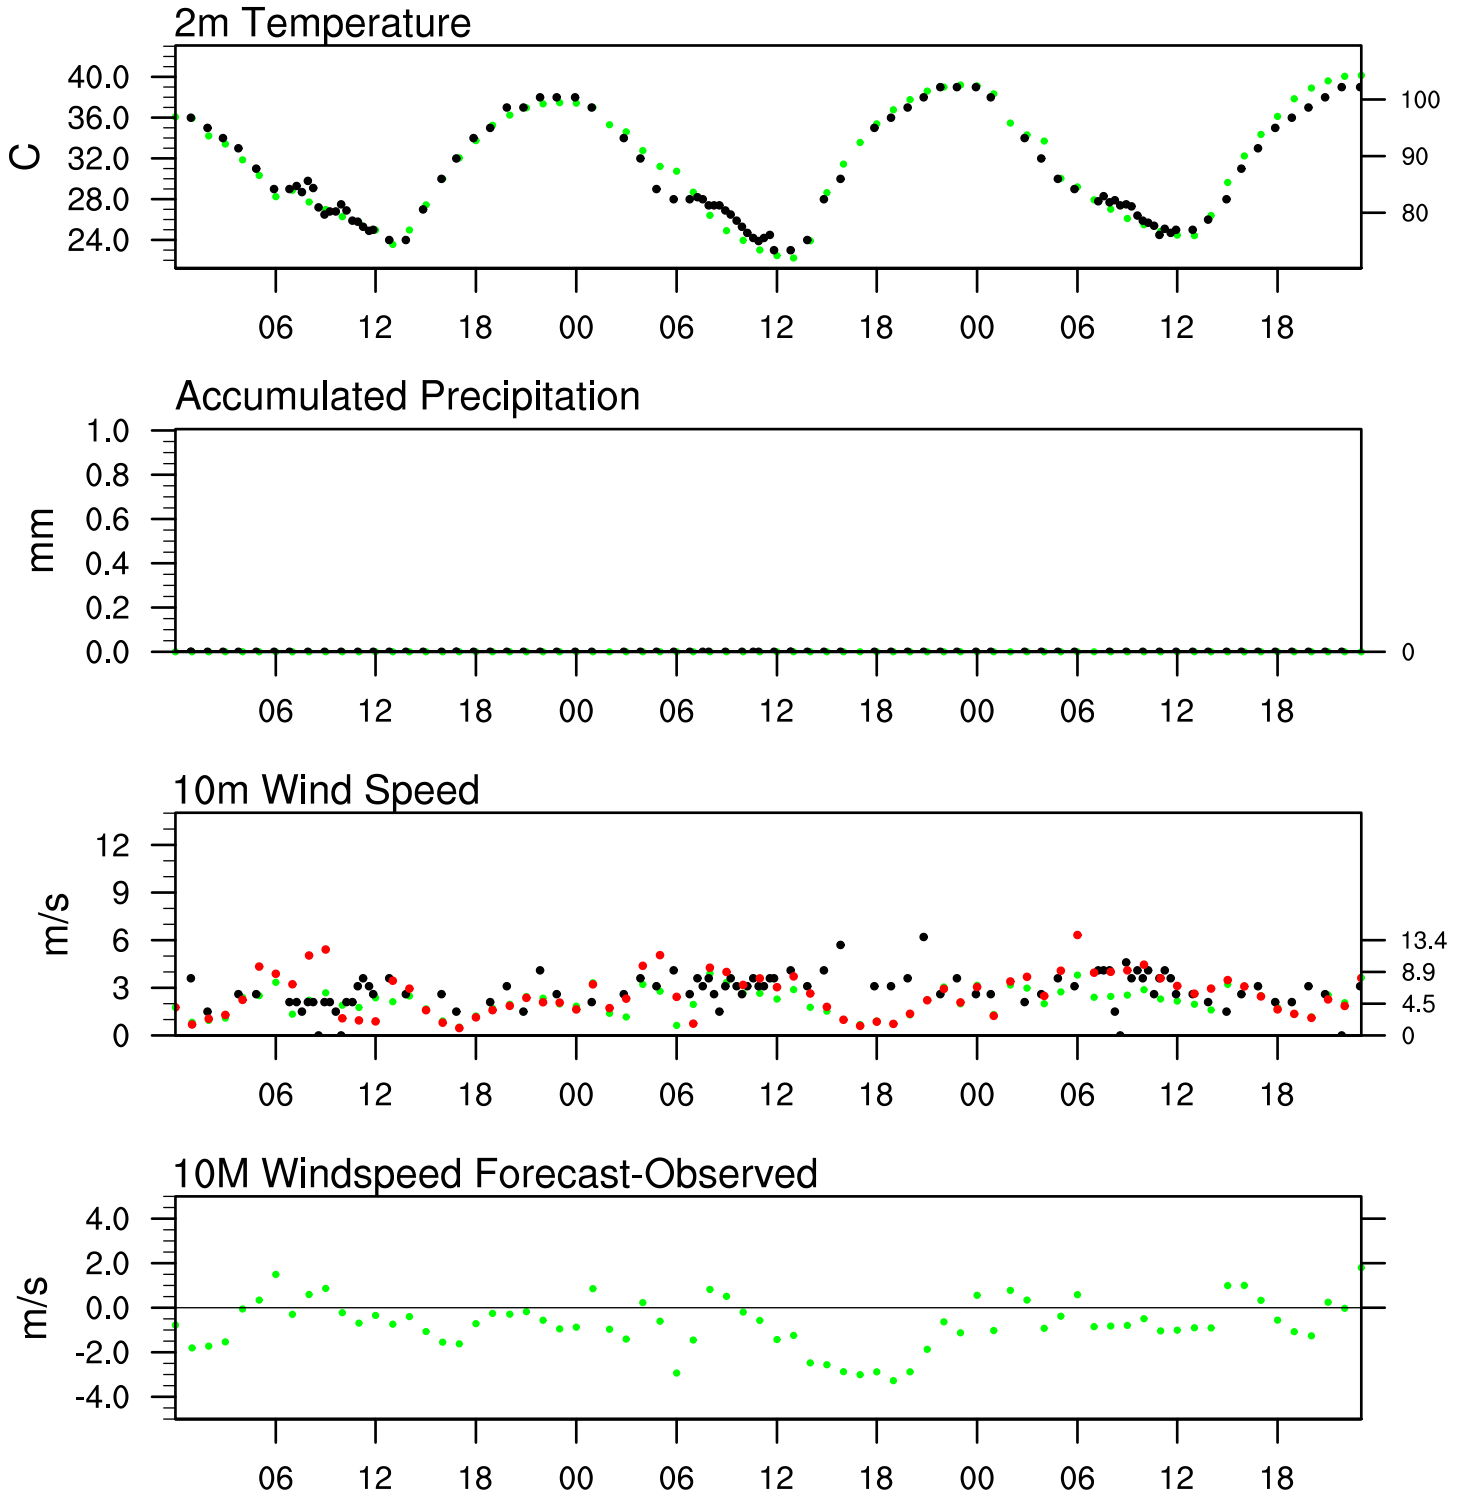 2m Temperature
40.0
36.0
32.0
28.0
24.0
C
100
90
80
06 12 18 00 06 12 18 00 06 12 18
Accumulated Precipitation
1.0
0.8
0.6
0.4
0.2
0.0
mm
0
06 12 18 00 06 12 18 00 06 12 18
10m Wind Speed
12
9
6
3
0
m/s
13.4
8.9
4.5
0
06 12 18 00 06 12 18 00 06 12 18
10M Windspeed Forecast-Observed
4.0
2.0
0.0
-2.0
-4.0
m/s
06 12 18 00 06 12 18 00 06 12 18